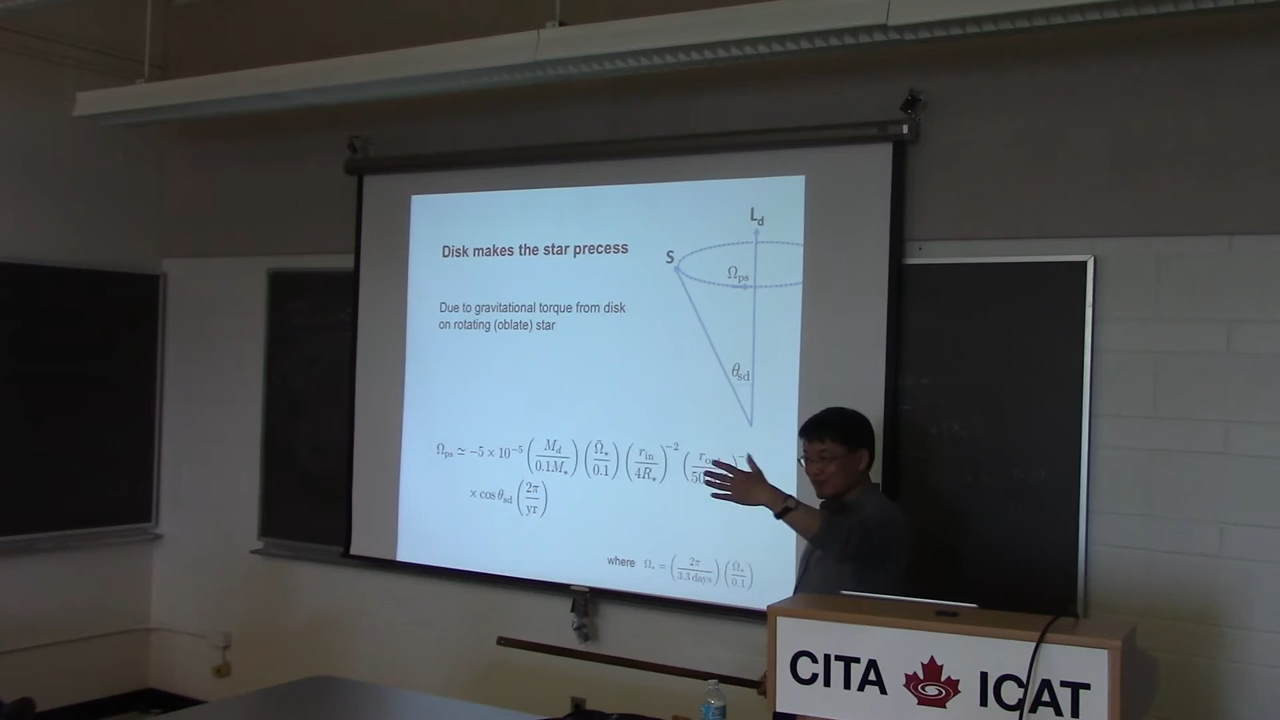 L_d
Disk makes the star precess
S
Ω_ps
Due to gravitational torque from disk
on rotating (oblate) star
θ_sd
Ω_ps ≃ −5 × 10^−5 (M_d / 0.1M_⋆) (Ω̄_⋆ / 0.1) (r_in / 4R_⋆)^−2
× cos θ_sd (2π / yr)
where Ω_⋆ = (2π / 3.3 days) (Ω̄_⋆ / 0.1)
CITA ICAT